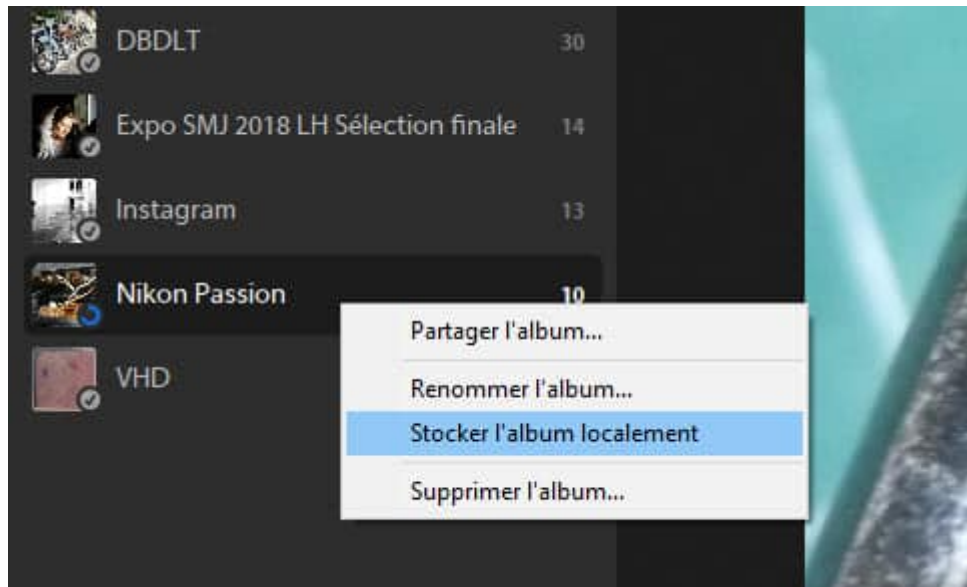 DBDLT 30
Expo SMJ 2018 LH Sélection finale 14
Instagram 13
Nikon Passion 10
Partager l'album...
VHD
Renommer l'album...
Stocker l'album localement
Supprimer l'album...